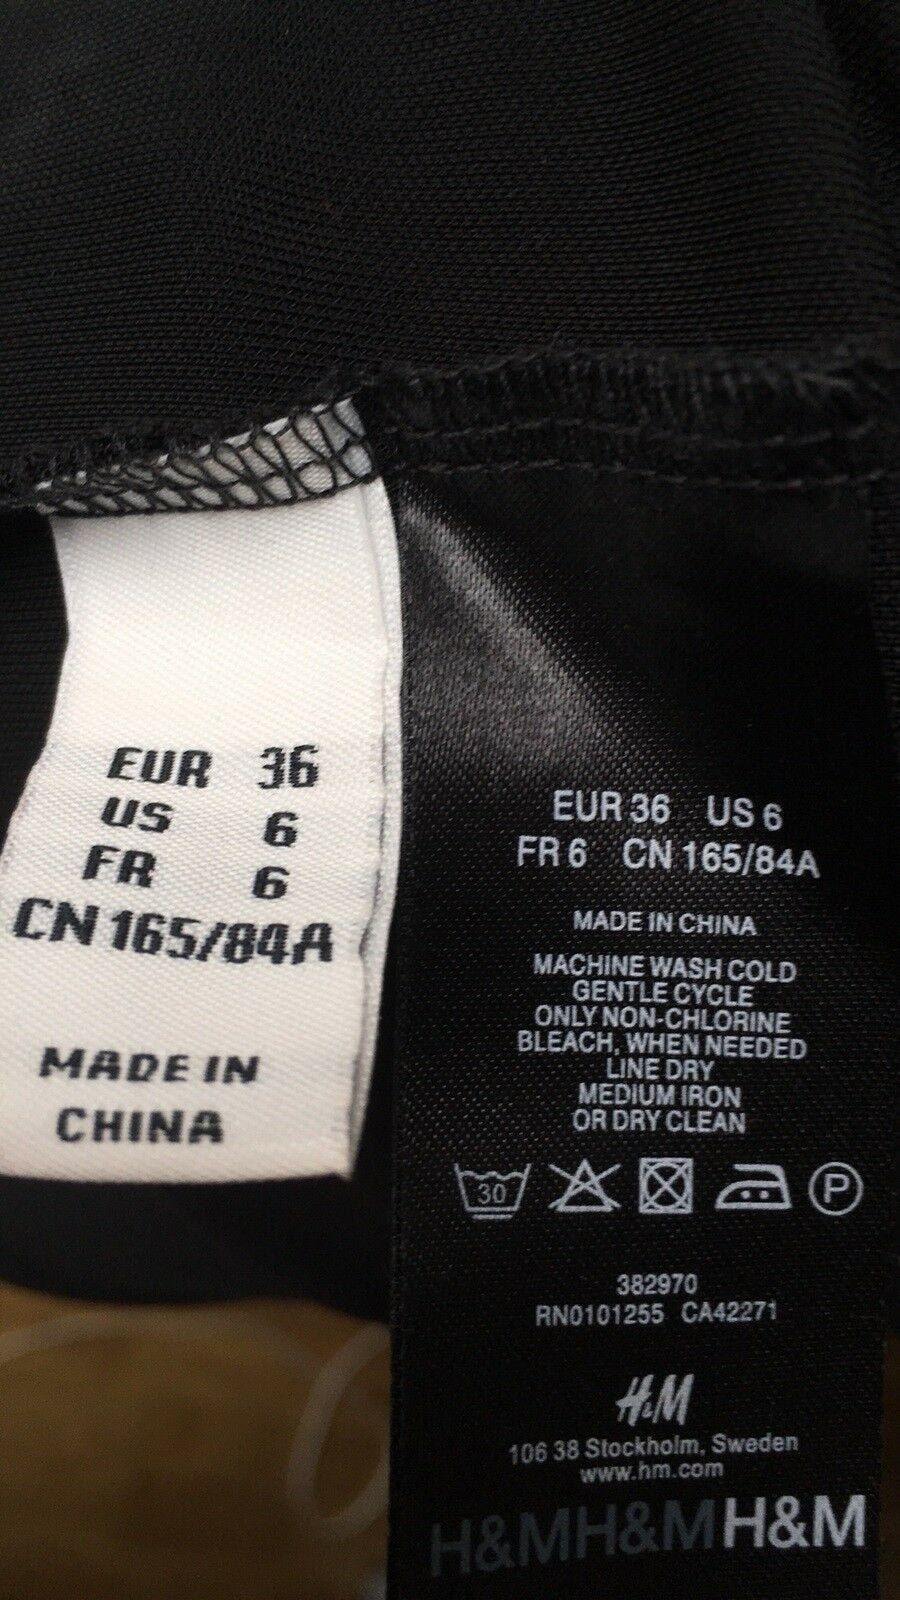 EUR 36
US 6
FR 6
CN 165/84A
MADE IN
CHINA
EUR 36 US 6
FR 6 CN 165/84A
MADE IN CHINA
MACHINE WASH COLD
GENTLE CYCLE
ONLY NON-CHLORINE
BLEACH, WHEN NEEDED
LINE DRY
MEDIUM IRON
OR DRY CLEAN
30 P
382970
RN0101255 CA42271
H&M
106 38 Stockholm, Sweden
www.hm.com
H&MH&MH&M